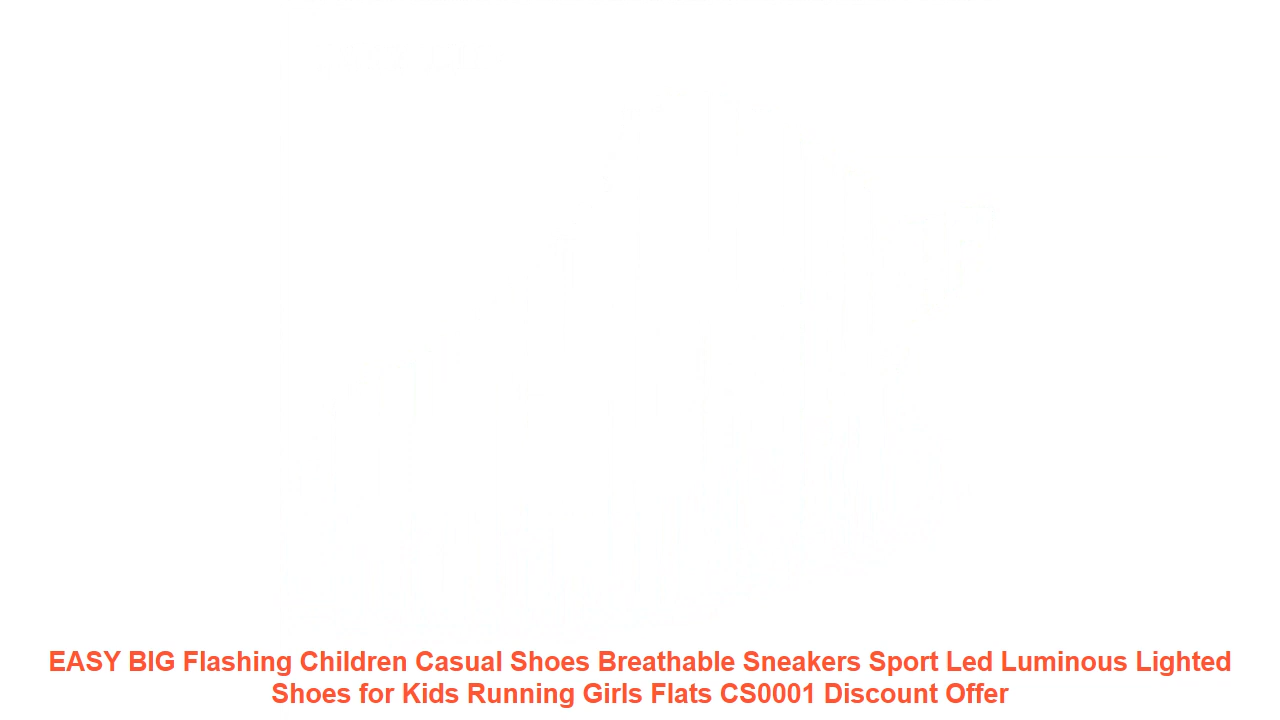 EASY BIG Flashing Children Casual Shoes Breathable Sneakers Sport Led Luminous Lighted
Shoes for Kids Running Girls Flats CS0001 Discount Offer